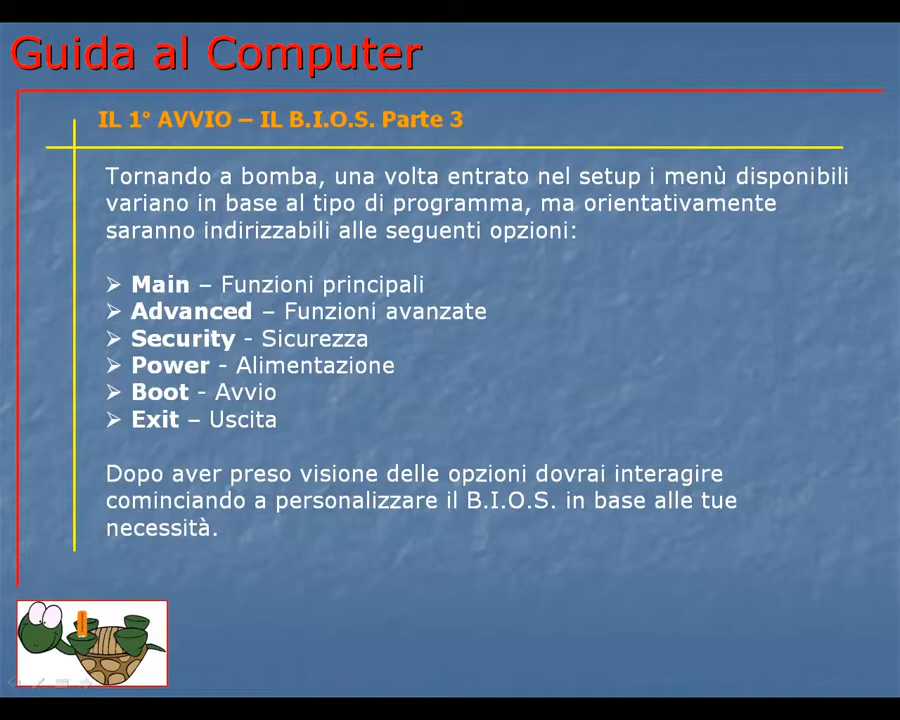 Guida al Computer
IL 1° AVVIO – IL B.I.O.S. Parte 3
Tornando a bomba, una volta entrato nel setup i menù disponibili
variano in base al tipo di programma, ma orientativamente
saranno indirizzabili alle seguenti opzioni:
➢ Main – Funzioni principali
➢ Advanced – Funzioni avanzate
➢ Security - Sicurezza
➢ Power - Alimentazione
➢ Boot - Avvio
➢ Exit – Uscita
Dopo aver preso visione delle opzioni dovrai interagire
cominciando a personalizzare il B.I.O.S. in base alle tue
necessità.